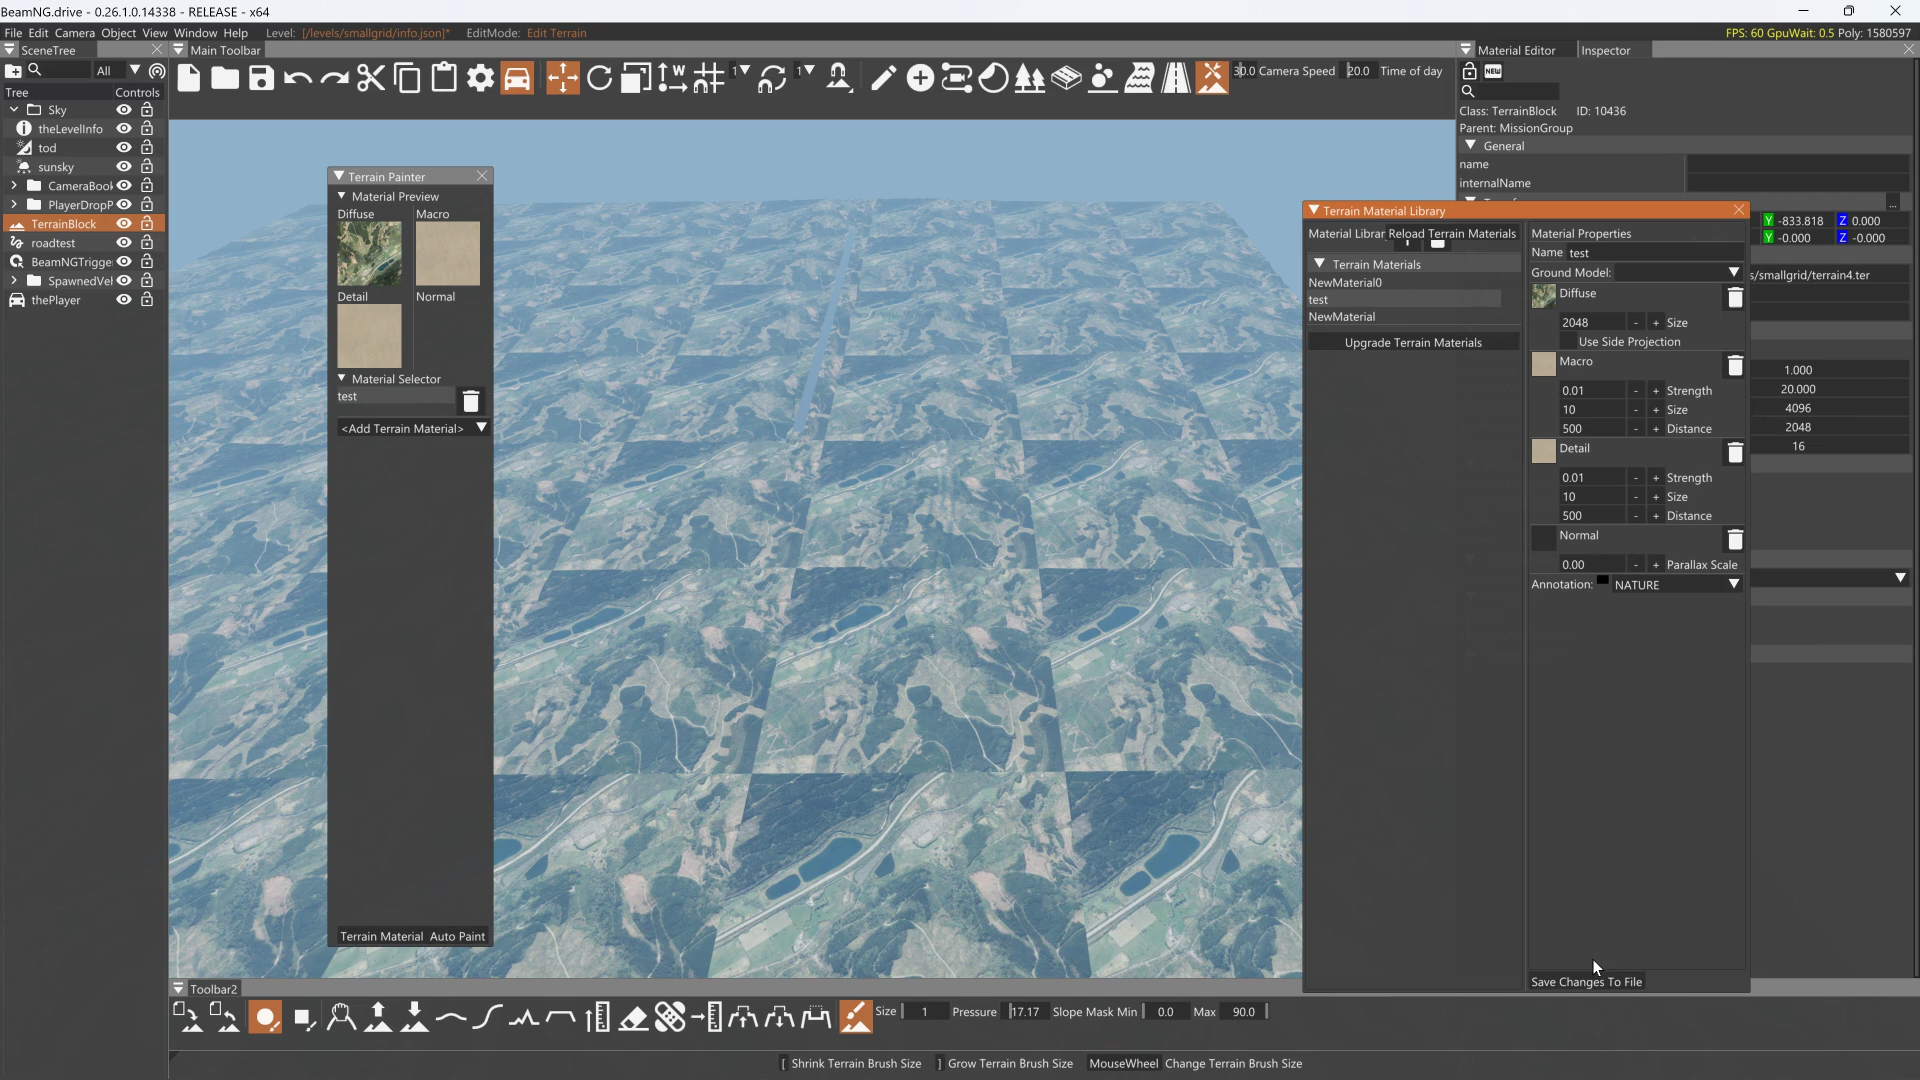 BeamNG.drive - 0.26.1.0.14338 - RELEASE - x64
File Edit Camera Object View Window Help Level: [/levels/smallgrid/info.json]* EditMode: Edit Terrain
FPS: 60 GpuWait: 0.5 Poly: 1580597
SceneTree
Main Toolbar
Material Editor Inspector
All
1 1
30.0 Camera Speed 20.0 Time of day
NEW
Tree Controls
Sky
theLevelInfo
tod
sunsky
CameraBook
PlayerDropP
TerrainBlock
roadtest
BeamNGTrigge
SpawnedVel
thePlayer
Class: TerrainBlock ID: 10436
Parent: MissionGroup
General
name
internalName
...
Y -833.818 Z 0.000
Y -0.000 Z -0.000
s/smallgrid/terrain4.ter
1.000
20.000
4096
2048
16
Terrain Painter
Material Preview
Diffuse Macro
Detail Normal
Material Selector
test
<Add Terrain Material>
Terrain Material Auto Paint
Terrain Material Library
Material Librar Reload Terrain Materials
Terrain Materials
NewMaterial0
test
NewMaterial
Upgrade Terrain Materials
Material Properties
Name test
Ground Model:
Diffuse
2048 - + Size
Use Side Projection
Macro
0.01 - + Strength
10 - + Size
500 - + Distance
Detail
0.01 - + Strength
10 - + Size
500 - + Distance
Normal
0.00 - + Parallax Scale
Annotation: NATURE
Save Changes To File
Toolbar2
Size 1 Pressure 17.17 Slope Mask Min 0.0 Max 90.0
[ Shrink Terrain Brush Size ] Grow Terrain Brush Size MouseWheel Change Terrain Brush Size